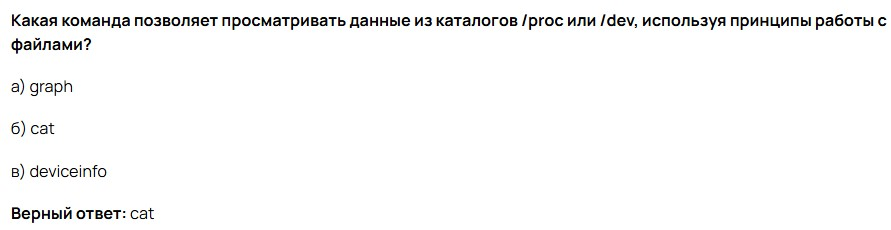 Какая команда позволяет просматривать данные из каталогов /proc или /dev, используя принципы работы с
файлами?
а) graph
б) cat
в) deviceinfo
Верный ответ: cat